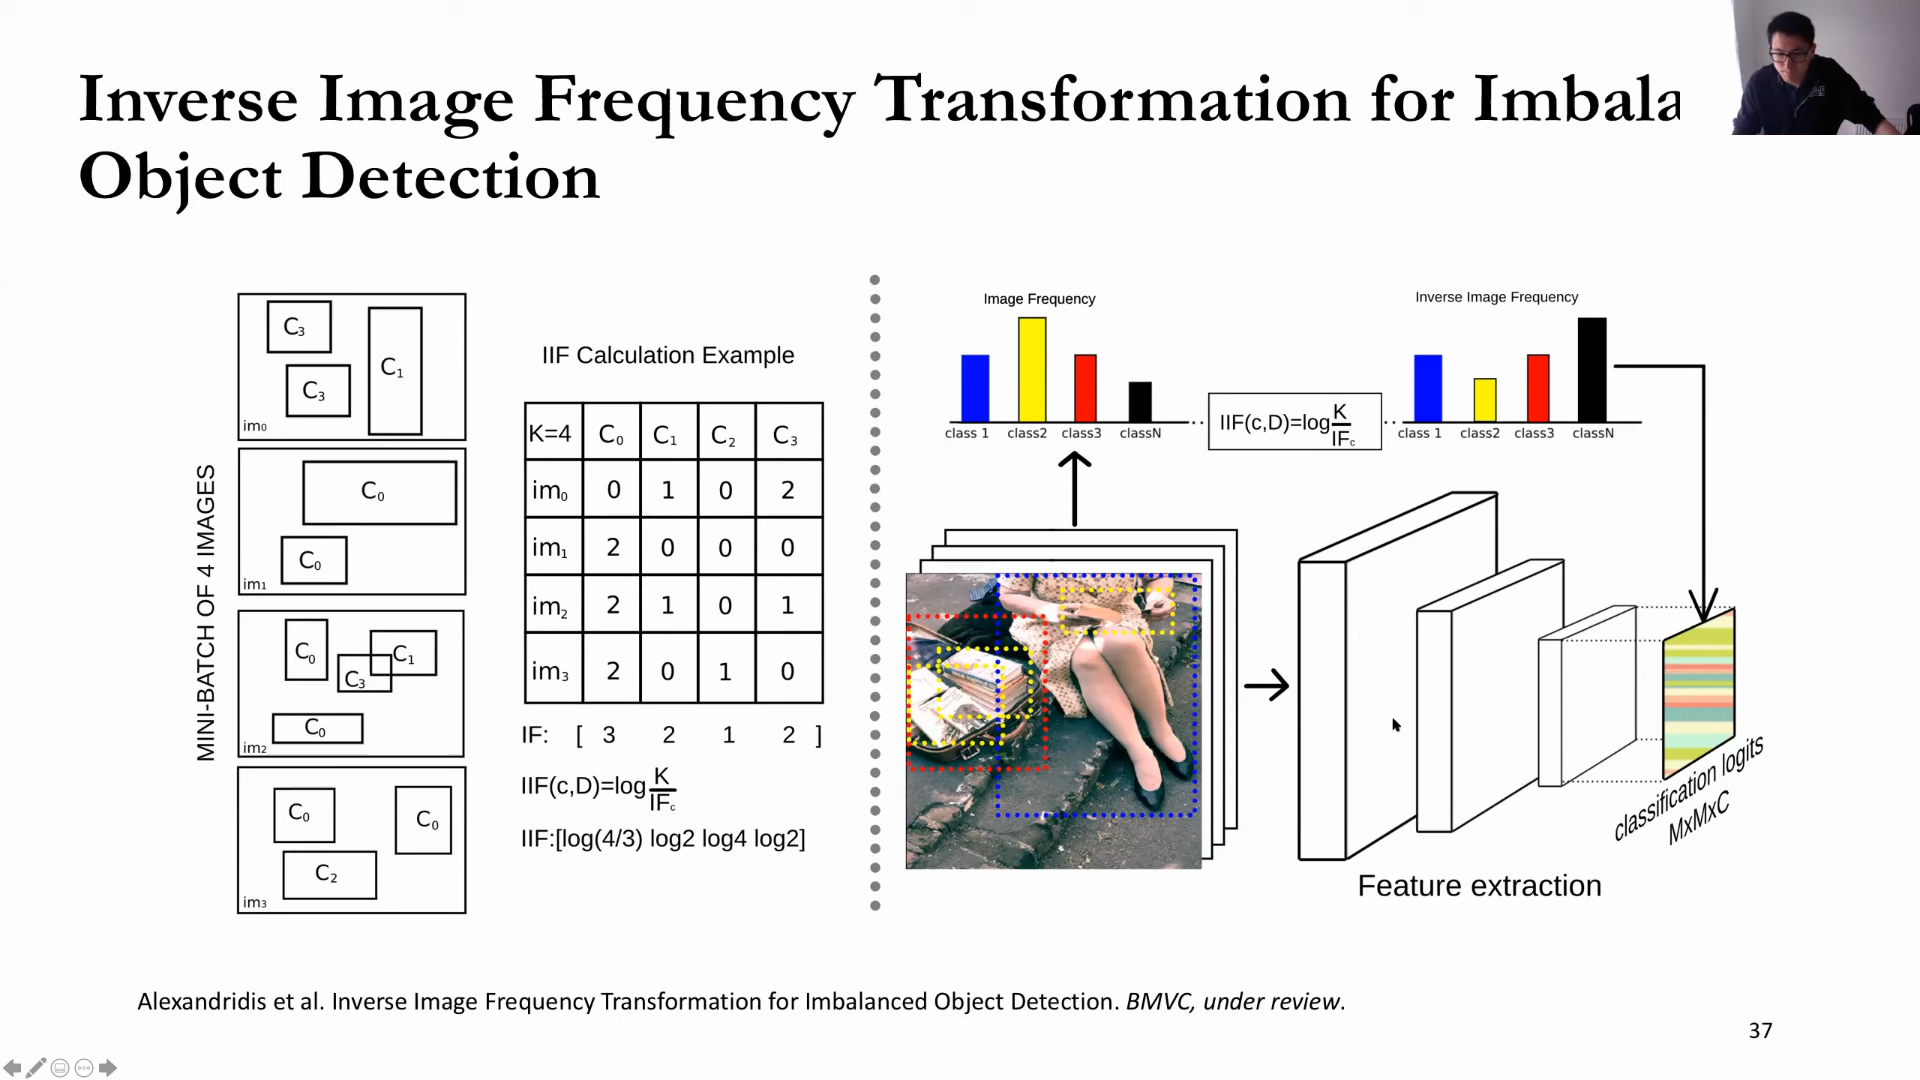 Inverse Image Frequency Transformation for Imbala
Object Detection
MINI-BATCH OF 4 IMAGES
C₃
C₃
C₁
im₀
C₀
C₀
im₁
C₀
C₁
C₃
C₀
im₂
C₀
C₀
C₂
im₃
IIF Calculation Example
K=4 C₀ C₁ C₂ C₃
im₀ 0 1 0 2
im₁ 2 0 0 0
im₂ 2 1 0 1
im₃ 2 0 1 0
IF: [ 3 2 1 2 ]
IIF(c,D)=log K/IF꜀
IIF:[log(4/3) log2 log4 log2]
Image Frequency
class 1 class2 class3 classN
IIF(c,D)=log K/IF꜀
Inverse Image Frequency
class 1 class2 class3 classN
classification logits
MxMxC
Feature extraction
Alexandridis et al. Inverse Image Frequency Transformation for Imbalanced Object Detection. BMVC, under review.
37